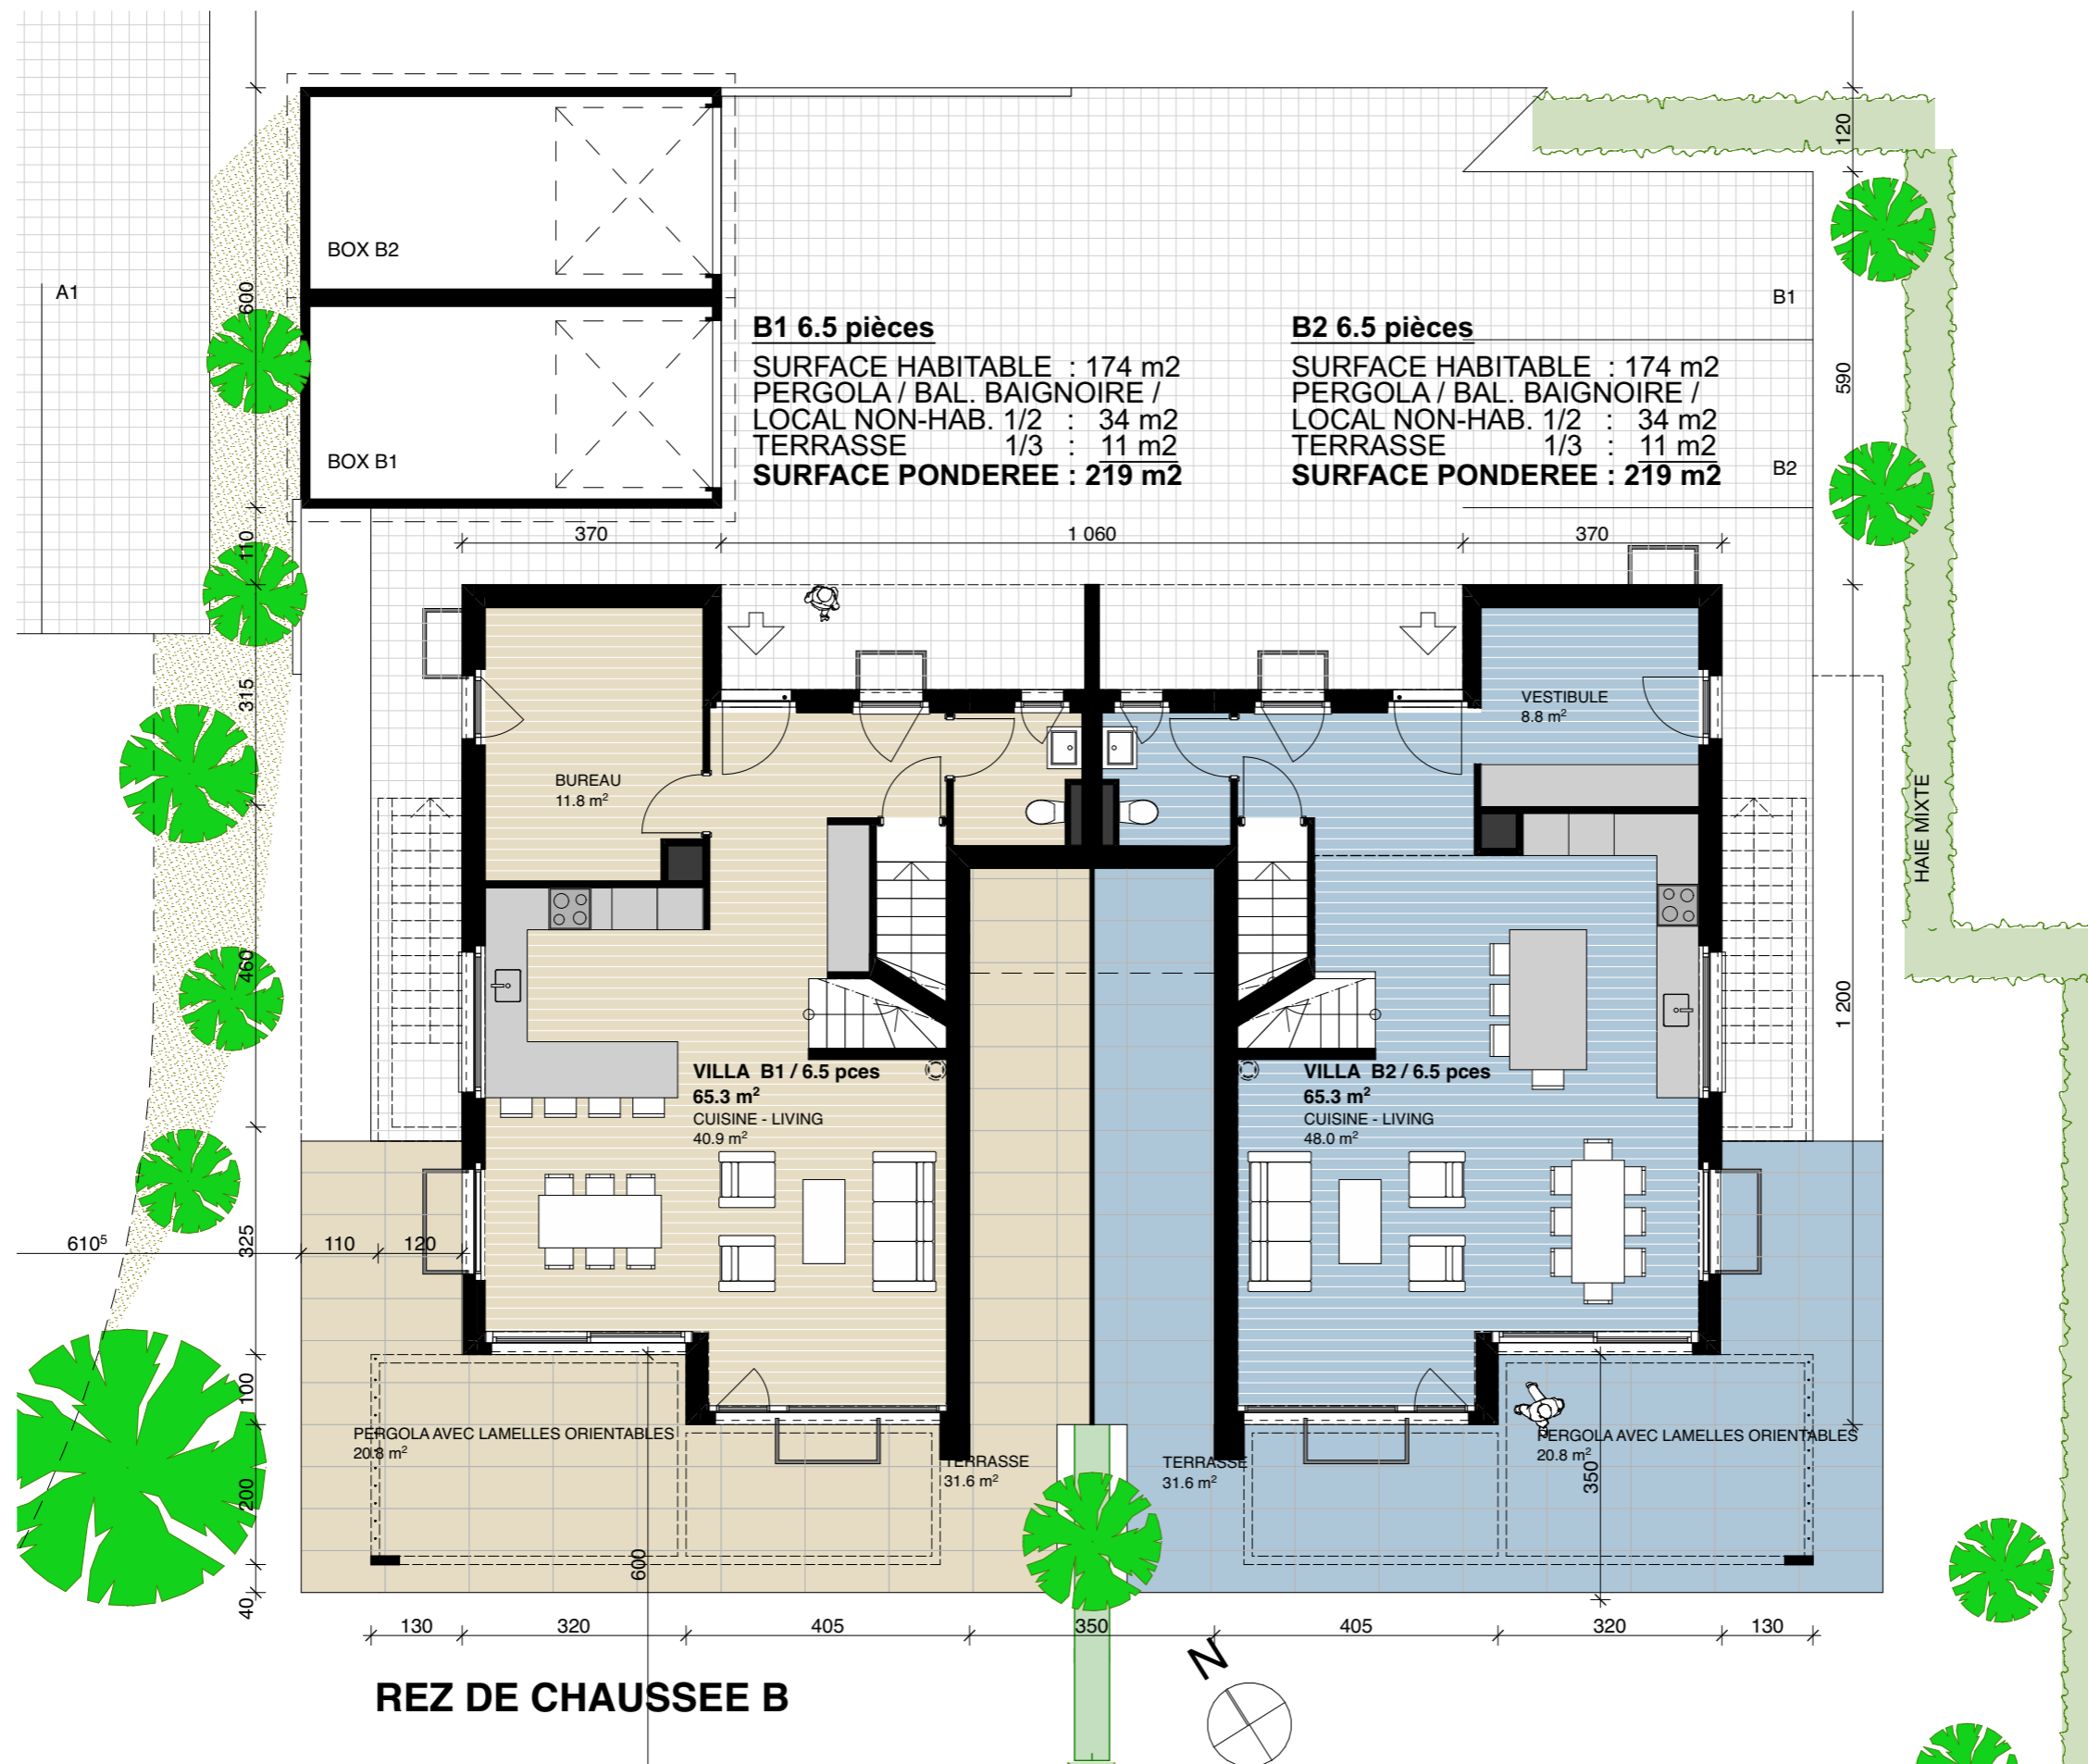 BOX B2
A1
600
120
B1
B1 6.5 pièces
SURFACE HABITABLE : 174 m2
PERGOLA / BAL. BAIGNOIRE /
LOCAL NON-HAB. 1/2 : 34 m2
TERRASSE 1/3 : 11 m2
SURFACE PONDEREE : 219 m2
B2 6.5 pièces
SURFACE HABITABLE : 174 m2
PERGOLA / BAL. BAIGNOIRE /
LOCAL NON-HAB. 1/2 : 34 m2
TERRASSE 1/3 : 11 m2
SURFACE PONDEREE : 219 m2
590
BOX B1
B2
110
370
1 060
370
315
VESTIBULE
8.8 m²
BUREAU
11.8 m²
HAIE MIXTE
460
1 200
VILLA B1 / 6.5 pces
65.3 m²
CUISINE - LIVING
40.9 m²
VILLA B2 / 6.5 pces
65.3 m²
CUISINE - LIVING
48.0 m²
610⁵
110
120
325
100
PERGOLA AVEC LAMELLES ORIENTABLES
20.8 m²
TERRASSE
31.6 m²
TERRASSE
31.6 m²
PERGOLA AVEC LAMELLES ORIENTABLES
20.8 m²
350
200
600
40
130
320
405
350
405
320
130
N
REZ DE CHAUSSEE B